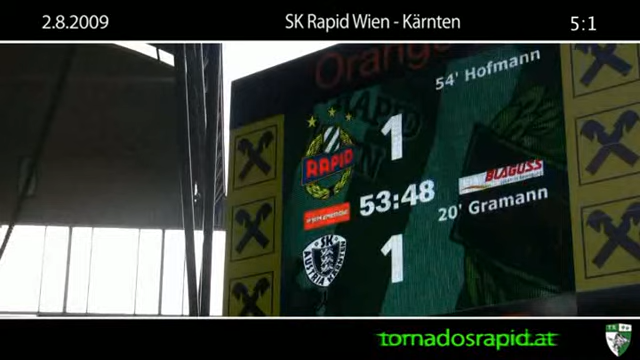 2.8.2009
SK Rapid Wien - Kärnten
5:1
Orange
54' Hofmann
1
RAPID
BLAGUSS
53:48
20' Gramann
SK
AUSTRIA KÄRNTEN
1
tornadosrapid.at